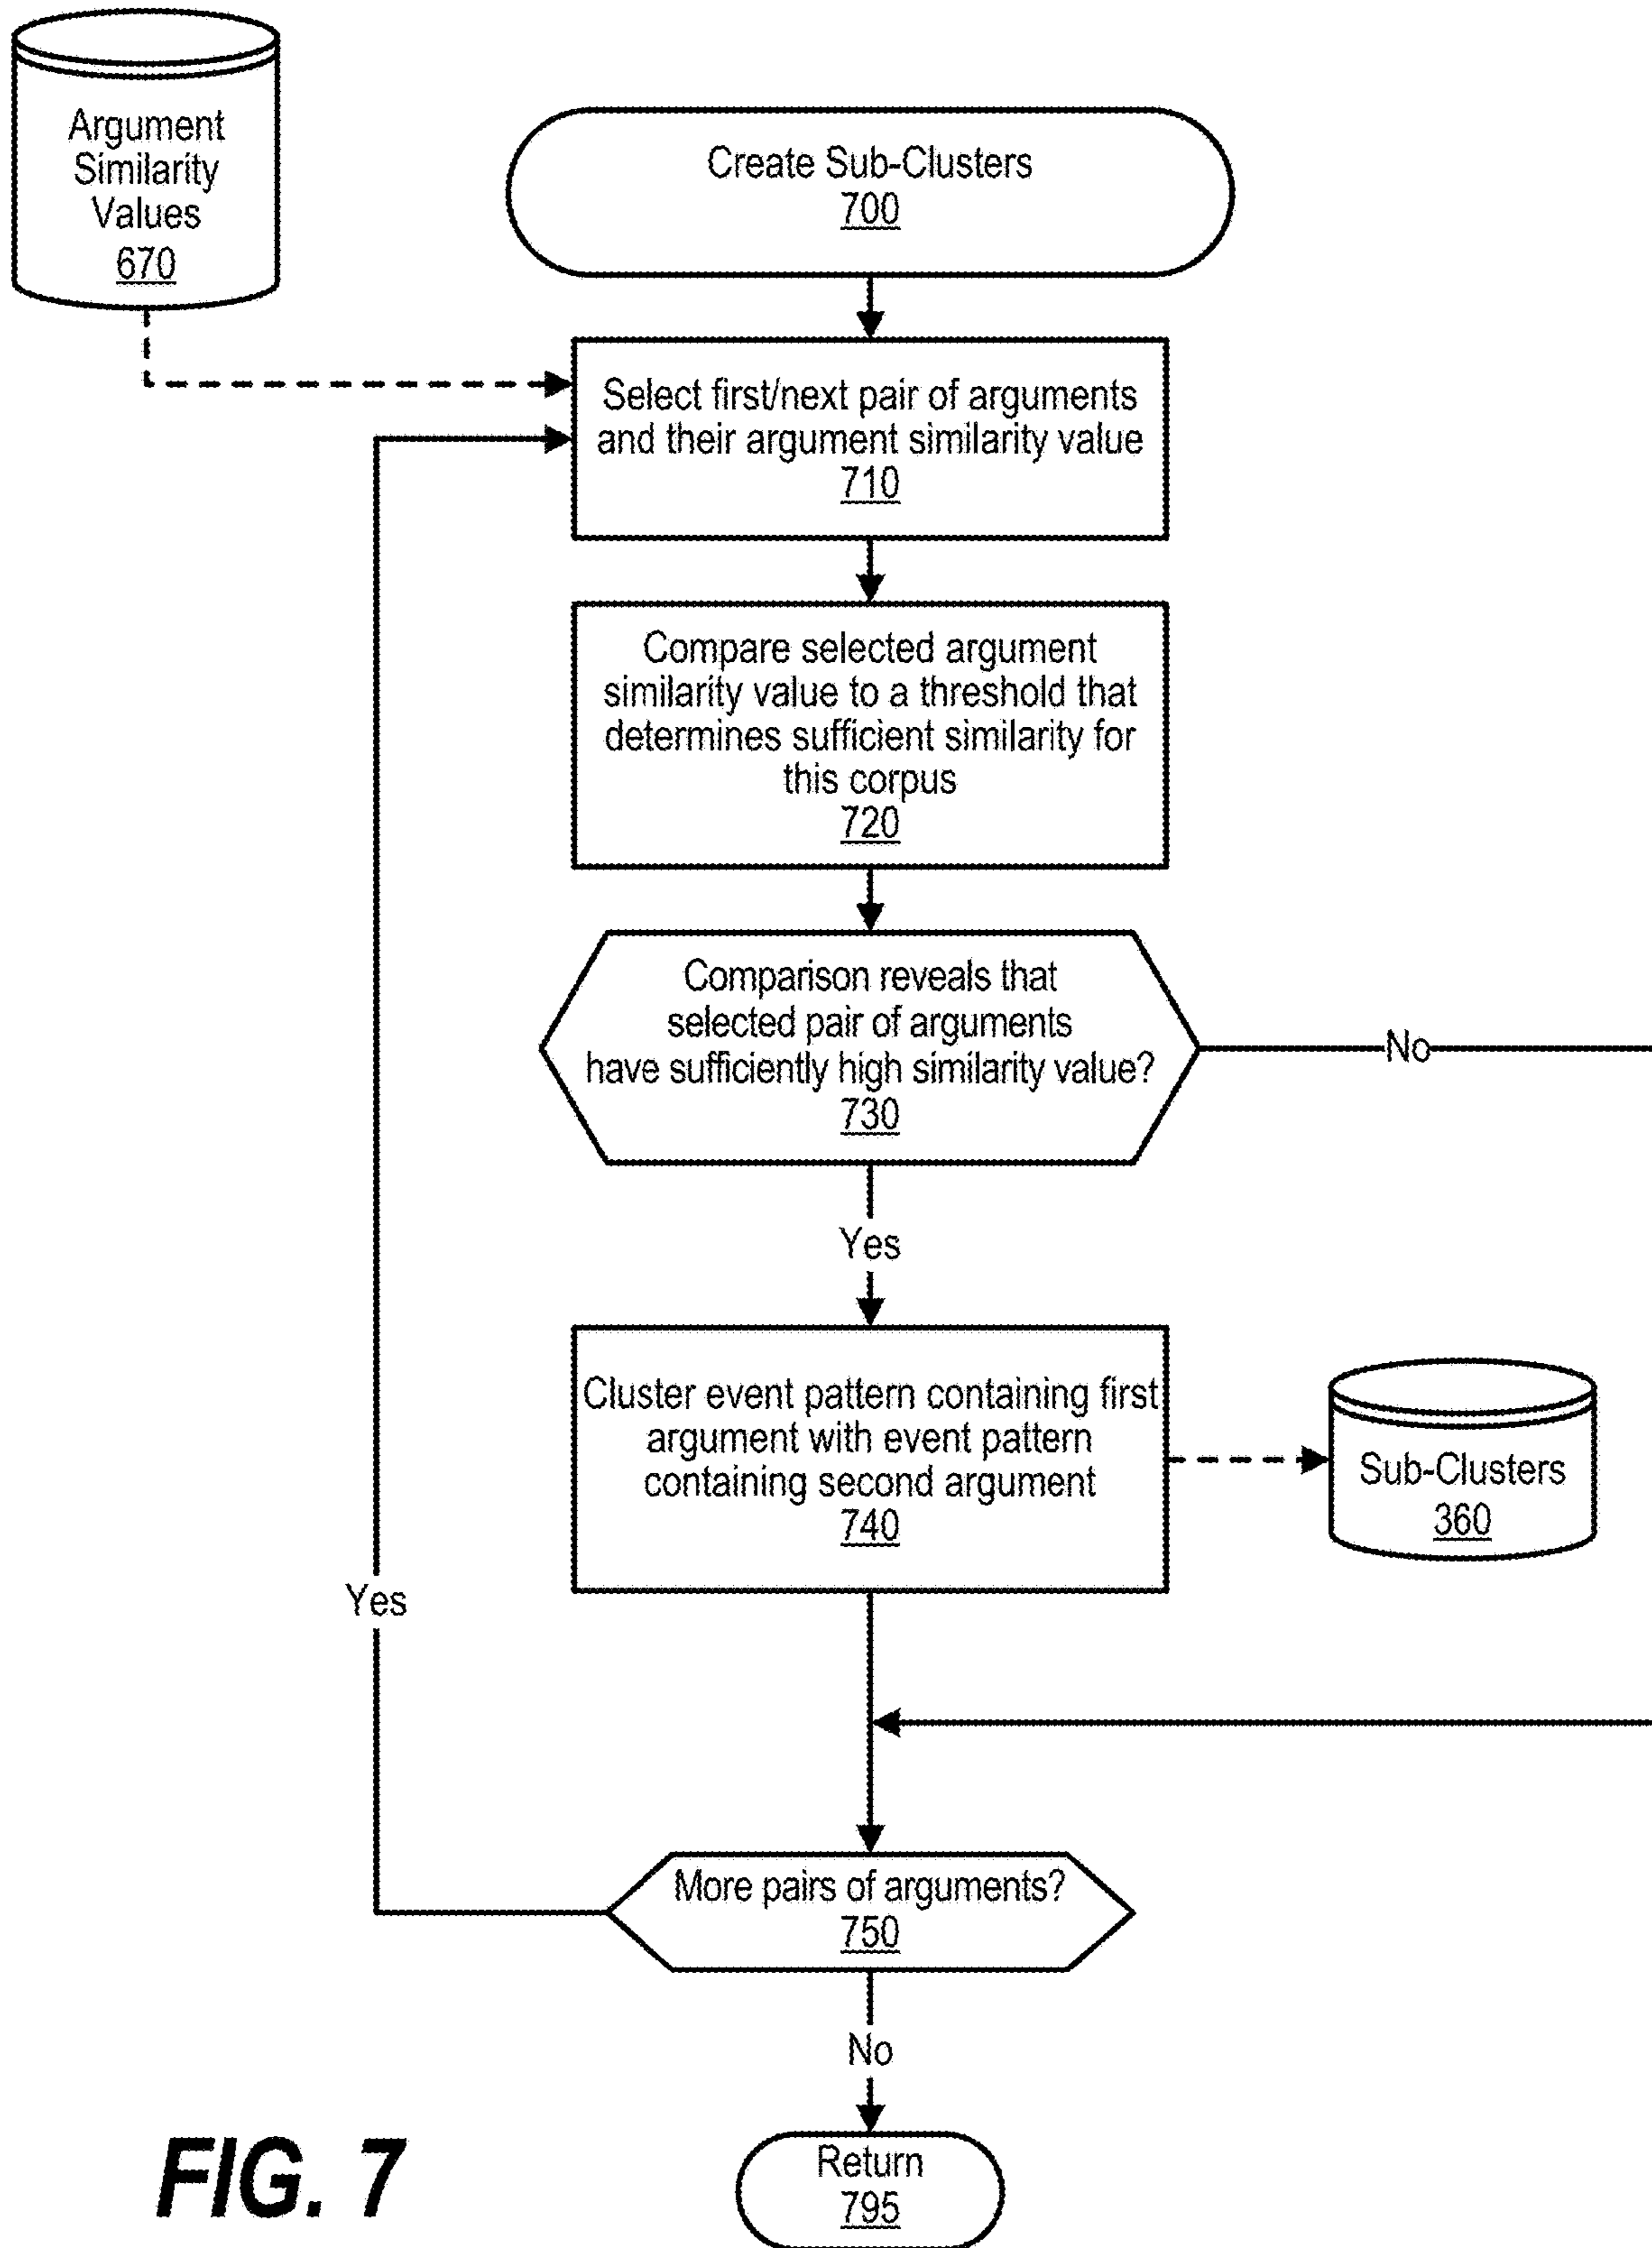 Argument
Similarity
Values
670
Create Sub-Clusters
700
Select first/next pair of arguments
and their argument similarity value
710
Compare selected argument
similarity value to a threshold that
determines sufficient similarity for
this corpus
720
Comparison reveals that
selected pair of arguments
have sufficiently high similarity value?
730
No
Yes
Cluster event pattern containing first
argument with event pattern
containing second argument
740
Sub-Clusters
360
Yes
More pairs of arguments?
750
No
Return
795
FIG. 7